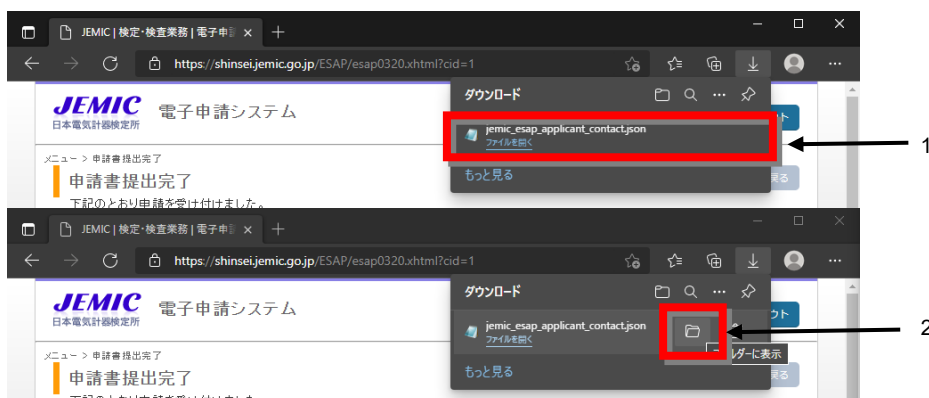 JEMIC | 検定・検査業務 | 電子申
https://shinsei.jemic.go.jp/ESAP/esap0320.xhtml?cid=1
JEMIC 電子申請システム
日本電気計器検定所
ダウンロード
jemic_esap_applicant_contact.json
ファイルを開く
もっと見る
ト
戻る
1
メニュー > 申請書提出完了
申請書提出完了
下記のとおり申請を受け付けました。
JEMIC | 検定・検査業務 | 電子申
https://shinsei.jemic.go.jp/ESAP/esap0320.xhtml?cid=1
JEMIC 電子申請システム
日本電気計器検定所
ダウンロード
jemic_esap_applicant_contact.json
ファイルを開く
ルダーに表示
もっと見る
ウト
戻る
2
メニュー > 申請書提出完了
申請書提出完了